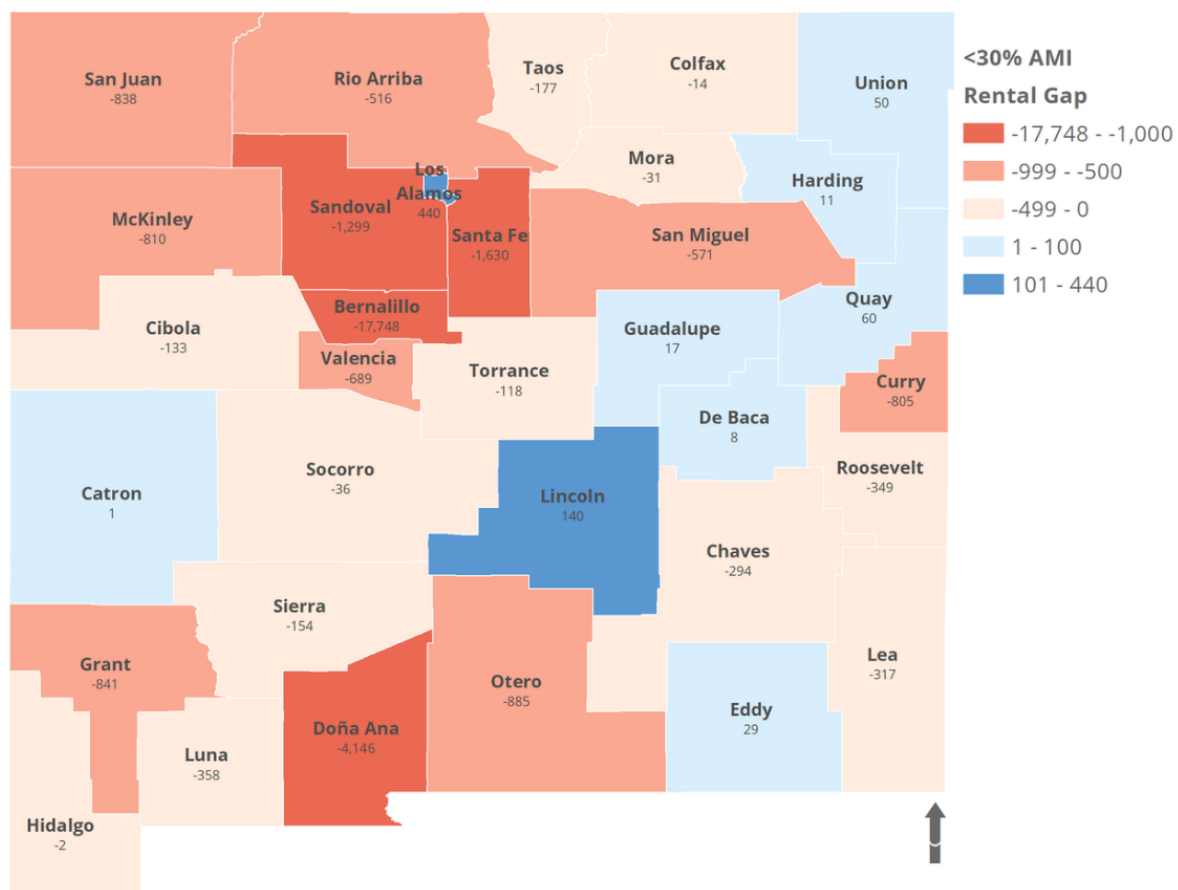 San Juan
-838
Rio Arriba
-516
Taos
-177
Colfax
-14
Union
50
<30% AMI
Rental Gap
-17,748 - -1,000
-999 - -500
-499 - 0
1 - 100
101 - 440
McKinley
-810
Sandoval
-1,299
Los
Alamos
440
Santa Fe
-1,630
Mora
-31
Harding
11
San Miguel
-571
Bernalillo
-17,748
Cibola
-133
Valencia
-689
Torrance
-118
Guadalupe
17
Quay
60
Curry
-805
De Baca
8
Roosevelt
-349
Catron
1
Socorro
-36
Lincoln
140
Chaves
-294
Sierra
-154
Grant
-841
Doña Ana
-4,146
Otero
-885
Eddy
29
Lea
-317
Luna
-358
Hidalgo
-2